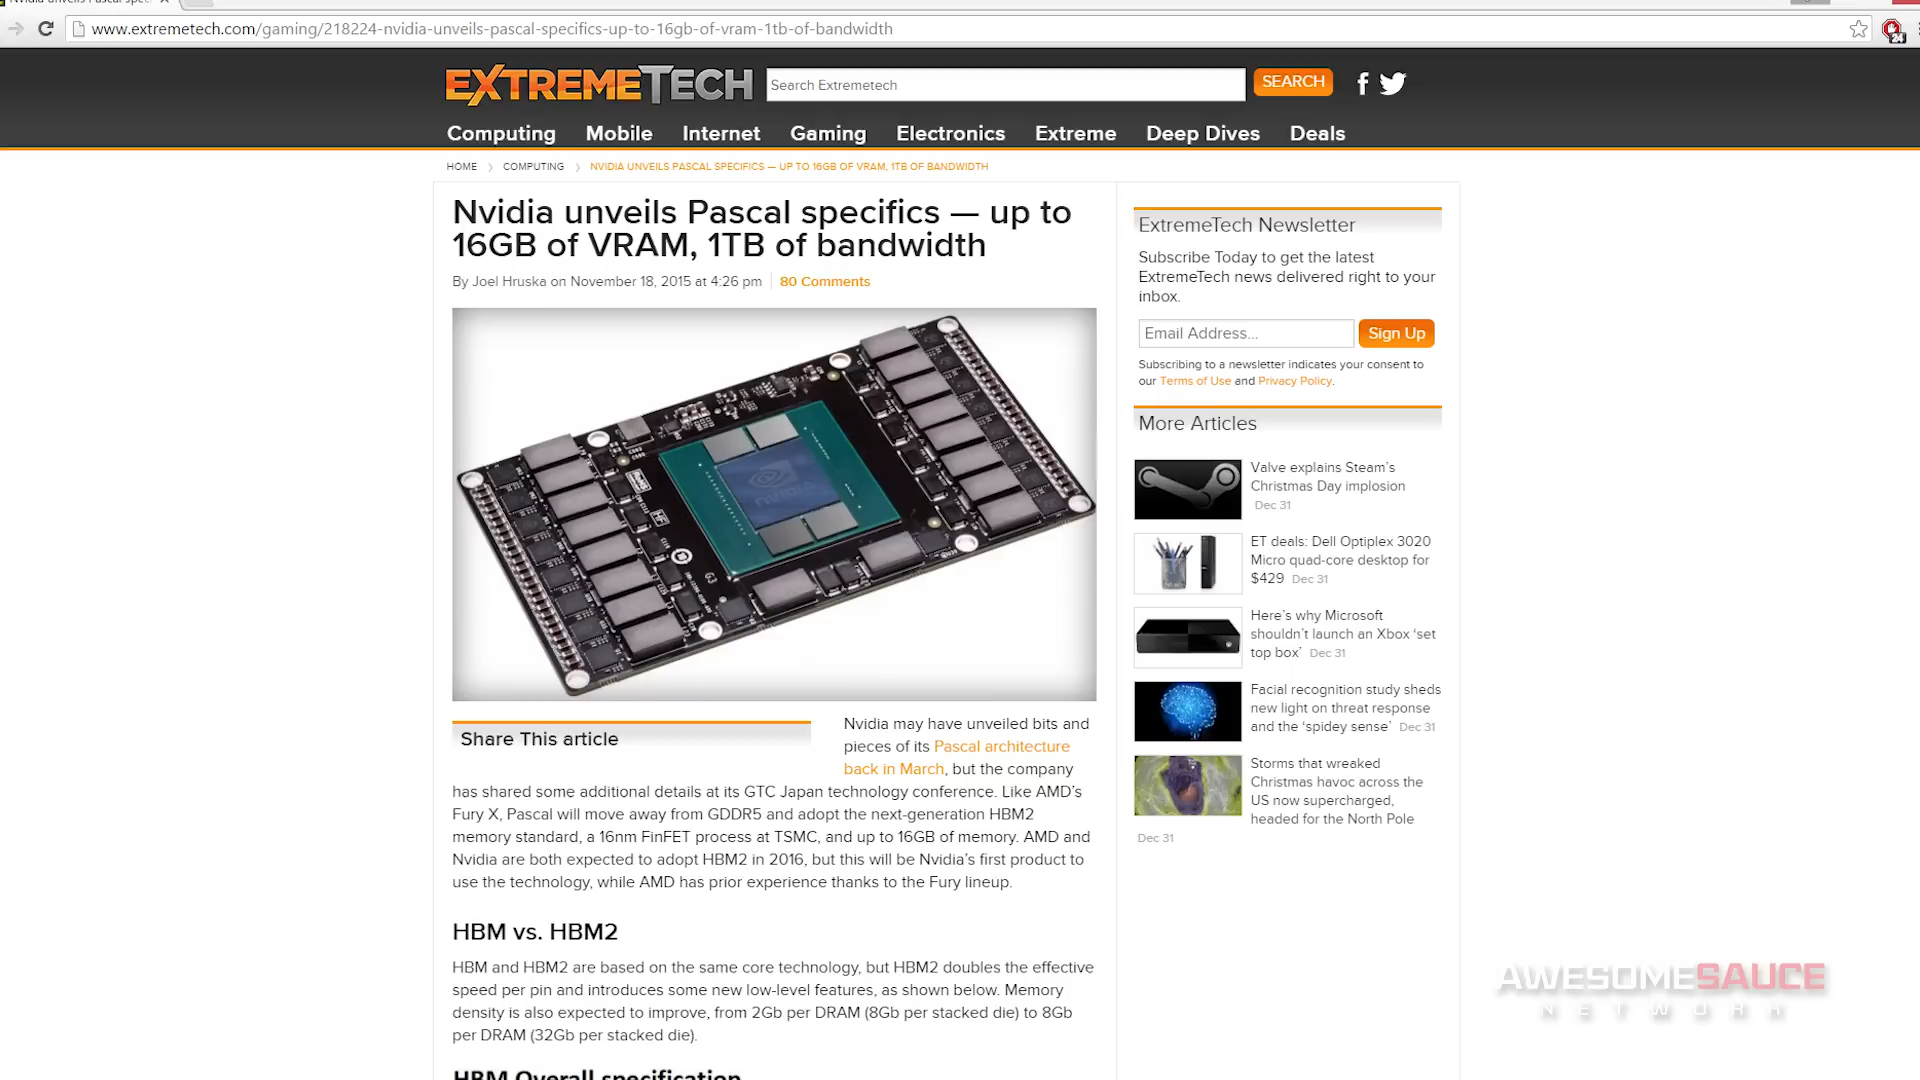 www.extremetech.com/gaming/218224-nvidia-unveils-pascal-specifics-up-to-16gb-of-vram-1tb-of-bandwidth
24
EXTREMETECH
Search Extremetech
SEARCH
Computing Mobile Internet Gaming Electronics Extreme Deep Dives Deals
HOME COMPUTING NVIDIA UNVEILS PASCAL SPECIFICS — UP TO 16GB OF VRAM, 1TB OF BANDWIDTH
Nvidia unveils Pascal specifics — up to
16GB of VRAM, 1TB of bandwidth
By Joel Hruska on November 18, 2015 at 4:26 pm 80 Comments
NVIDIA
Share This article
Nvidia may have unveiled bits and
pieces of its Pascal architecture
back in March, but the company
has shared some additional details at its GTC Japan technology conference. Like AMD’s
Fury X, Pascal will move away from GDDR5 and adopt the next-generation HBM2
memory standard, a 16nm FinFET process at TSMC, and up to 16GB of memory. AMD and
Nvidia are both expected to adopt HBM2 in 2016, but this will be Nvidia’s first product to
use the technology, while AMD has prior experience thanks to the Fury lineup.
HBM vs. HBM2
HBM and HBM2 are based on the same core technology, but HBM2 doubles the effective
speed per pin and introduces some new low-level features, as shown below. Memory
density is also expected to improve, from 2Gb per DRAM (8Gb per stacked die) to 8Gb
per DRAM (32Gb per stacked die).
HBM Overall specification
ExtremeTech Newsletter
Subscribe Today to get the latest
ExtremeTech news delivered right to your
inbox.
Email Address...
Sign Up
Subscribing to a newsletter indicates your consent to
our Terms of Use and Privacy Policy.
More Articles
Valve explains Steam’s
Christmas Day implosion
Dec 31
ET deals: Dell Optiplex 3020
Micro quad-core desktop for
$429 Dec 31
Here’s why Microsoft
shouldn’t launch an Xbox ‘set
top box’ Dec 31
Facial recognition study sheds
new light on threat response
and the ‘spidey sense’ Dec 31
Storms that wreaked
Christmas havoc across the
US now supercharged,
headed for the North Pole
Dec 31
AWESOMESAUCE
NETWORK